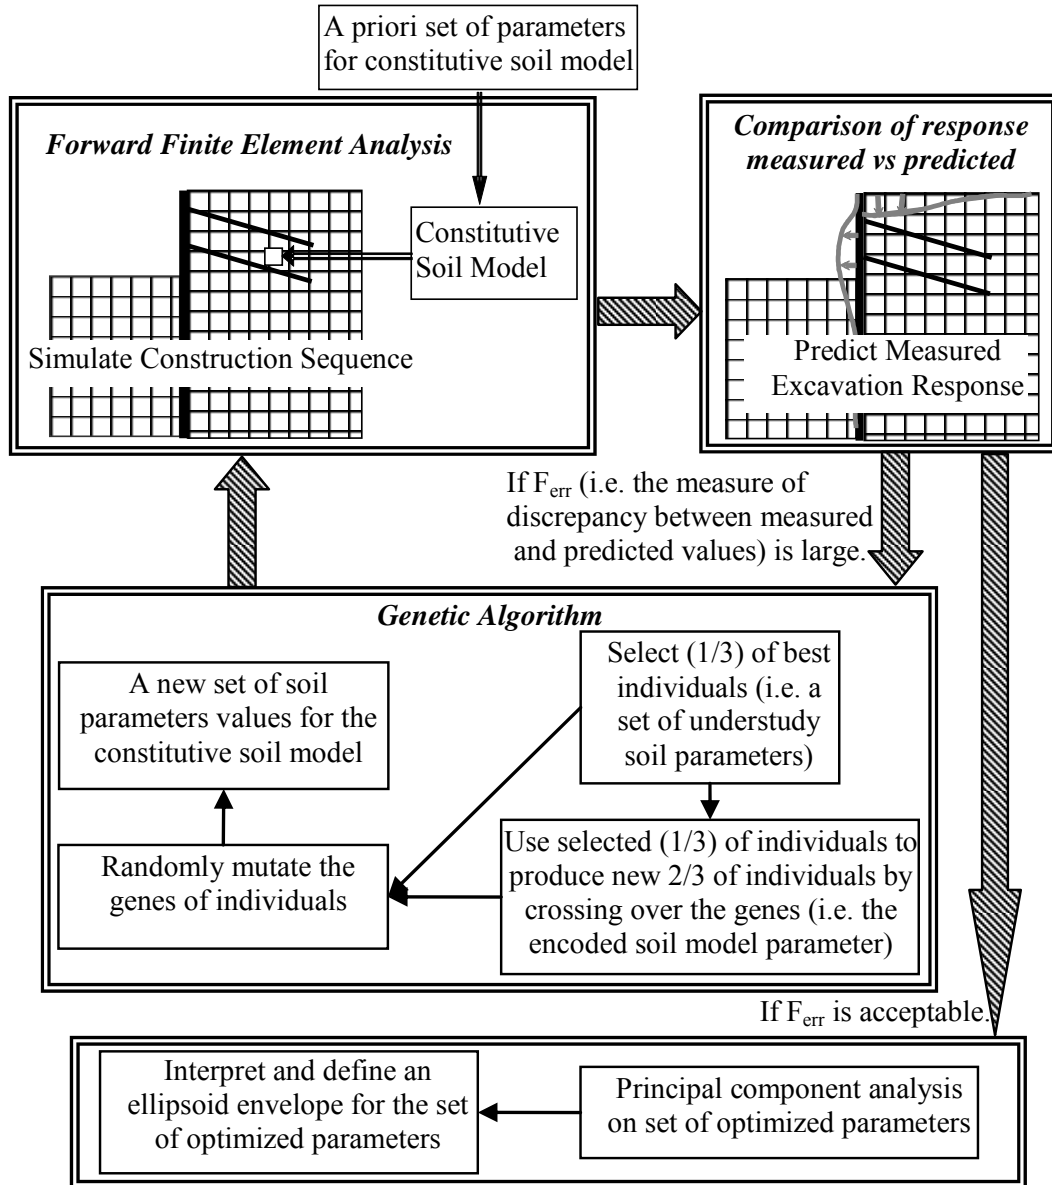 A priori set of parameters
for constitutive soil model
Forward Finite Element Analysis
Constitutive
Soil Model
Simulate Construction Sequence
Comparison of response
measured vs predicted
Predict Measured
Excavation Response
If Ferr (i.e. the measure of
discrepancy between measured
and predicted values) is large.
Genetic Algorithm
Select (1/3) of best
individuals (i.e. a
set of understudy
soil parameters)
A new set of soil
parameters values for the
constitutive soil model
Use selected (1/3) of individuals to
produce new 2/3 of individuals by
crossing over the genes (i.e. the
encoded soil model parameter)
Randomly mutate the
genes of individuals
If Ferr is acceptable.
Interpret and define an
ellipsoid envelope for the set
of optimized parameters
Principal component analysis
on set of optimized parameters